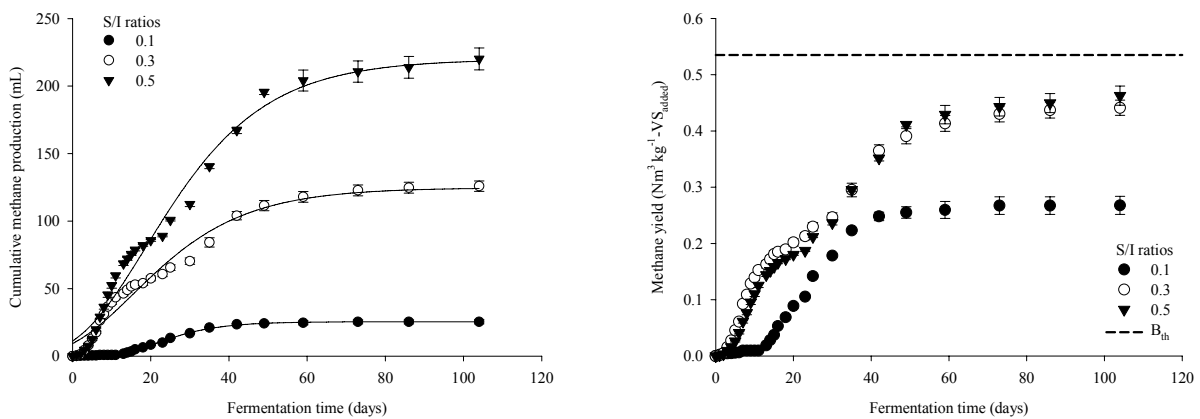 S/I ratios
0.1
0.3
0.5
250
200
150
100
50
0
Cumulative methane production (mL)
0 20 40 60 80 100 120
Fermentation time (days)
0.6
0.5
0.4
0.3
0.2
0.1
0.0
Methane yield (Nm³ kg⁻¹-VSadded)
S/I ratios
0.1
0.3
0.5
Bth
0 20 40 60 80 100 120
Fermentation time (days)